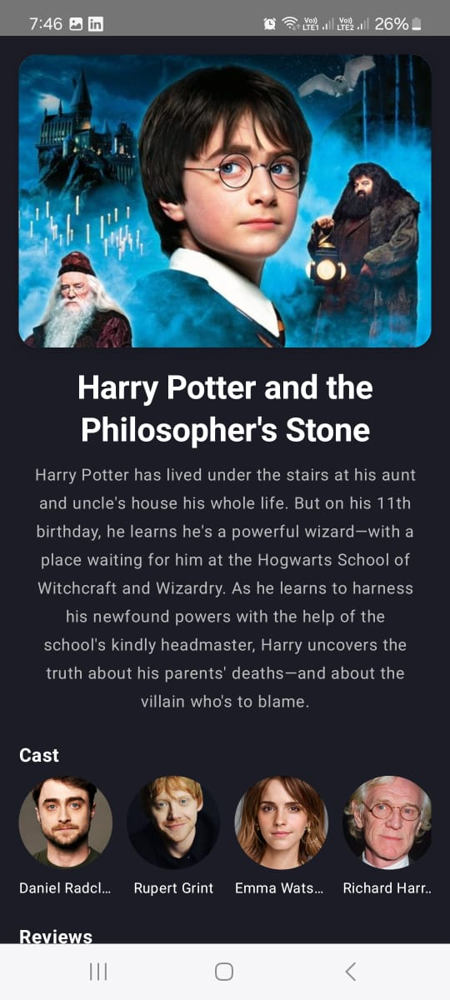 7:46 in Vo)) LTE1 Vo)) LTE2 26%
Harry Potter and the
Philosopher's Stone
Harry Potter has lived under the stairs at his aunt
and uncle's house his whole life. But on his 11th
birthday, he learns he's a powerful wizard—with a
place waiting for him at the Hogwarts School of
Witchcraft and Wizardry. As he learns to harness
his newfound powers with the help of the
school's kindly headmaster, Harry uncovers the
truth about his parents' deaths—and about the
villain who's to blame.
Cast
Daniel Radcl... Rupert Grint Emma Wats... Richard Harr..
Reviews